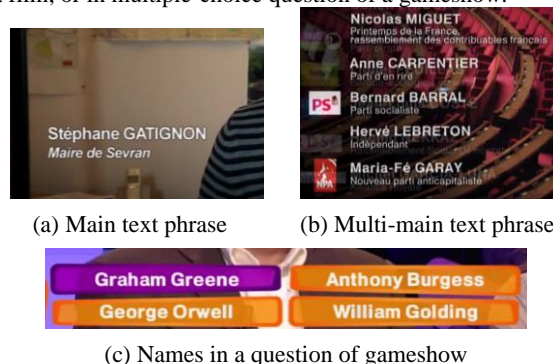 a film, or in multiple-choice question of a gameshow.
Stéphane GATIGNON
Maire de Sevran
(a) Main text phrase
Nicolas MIGUET
Printemps de la France,
rassemblement des contribuables français
Anne CARPENTIER
Parti d'en rire
PS
Bernard BARRAL
Parti socialiste
Hervé LEBRETON
Indépendant
NPA
Maria-Fé GARAY
Nouveau parti anticapitaliste
(b) Multi-main text phrase
Graham Greene
Anthony Burgess
George Orwell
William Golding
(c) Names in a question of gameshow